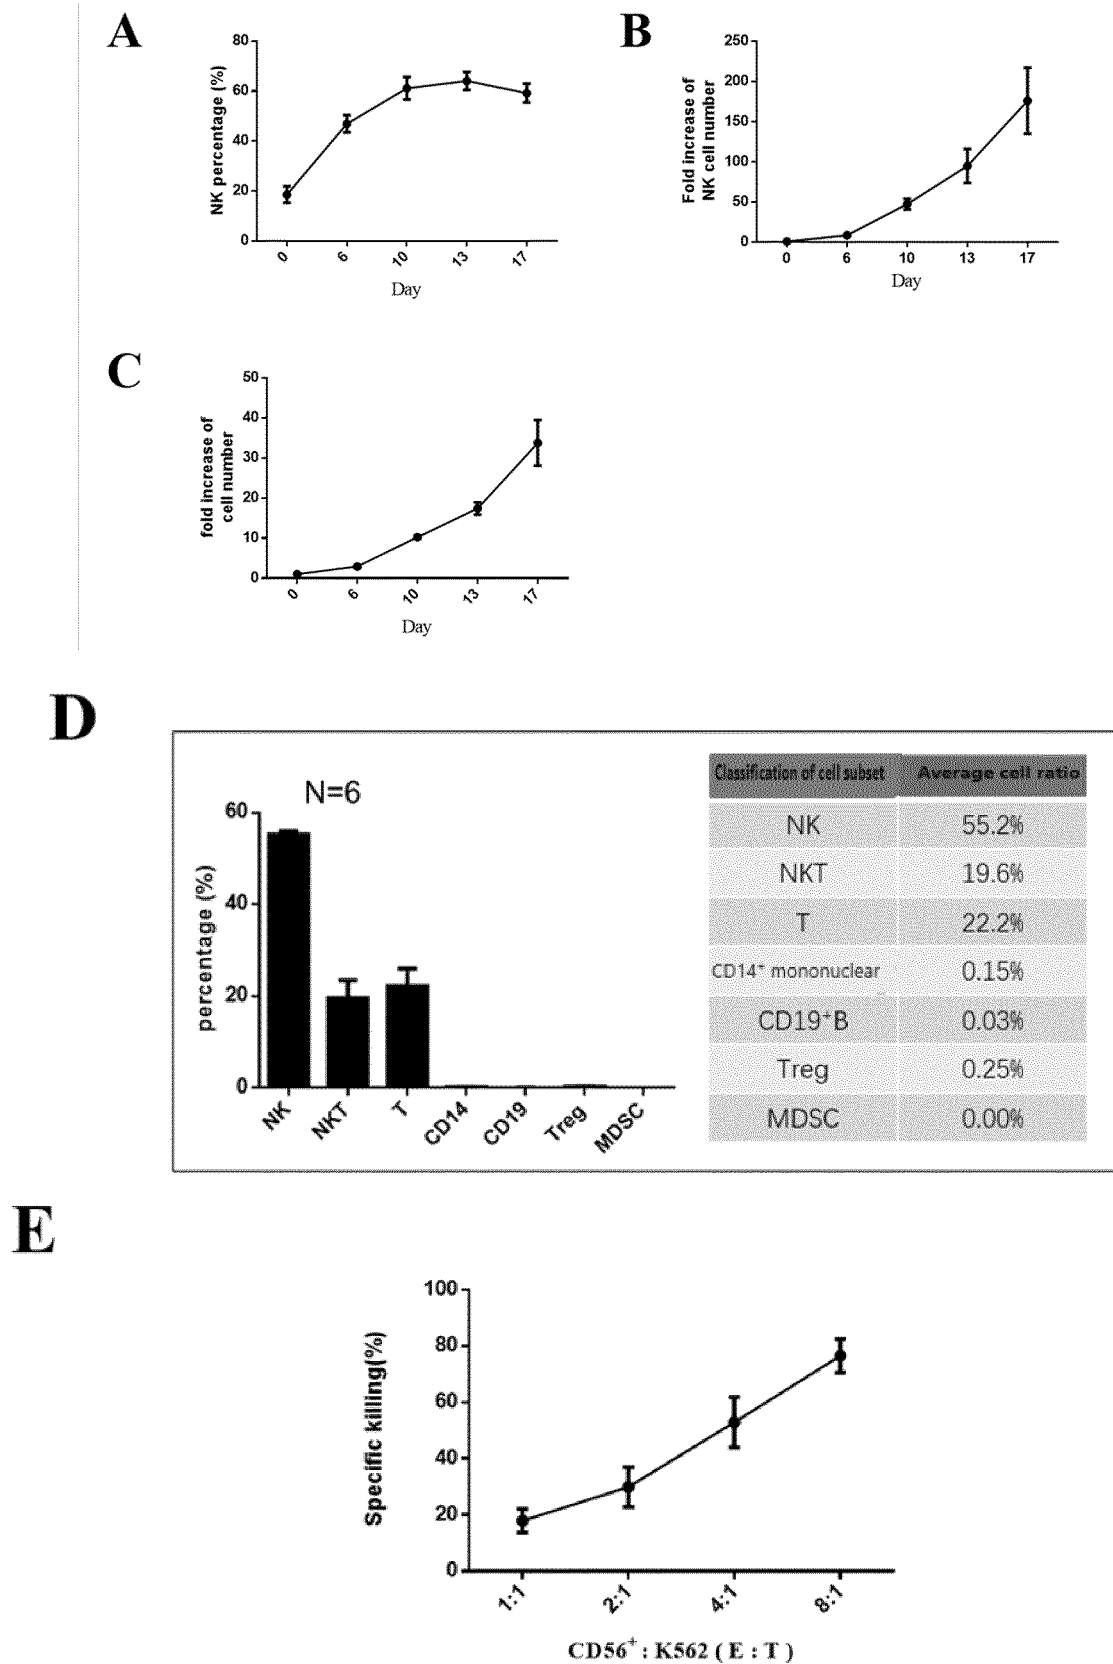 A
80
60
40
20
0
NK percentage (%)
0 6 10 13 17
Day
B
250
200
150
100
50
0
Fold increase of
NK cell number
0 6 10 13 17
Day
C
50
40
30
20
10
0
fold increase of
cell number
0 6 10 13 17
Day
D
N=6
60
40
20
0
percentage (%)
NK NKT T CD14 CD19 Treg MDSC
Classification of cell subset Average cell ratio
NK 55.2%
NKT 19.6%
T 22.2%
CD14⁺ mononuclear 0.15%
CD19⁺B 0.03%
Treg 0.25%
MDSC 0.00%
E
100
80
60
40
20
0
Specific killing(%)
1:1 2:1 4:1 8:1
CD56⁺ : K562 ( E : T )